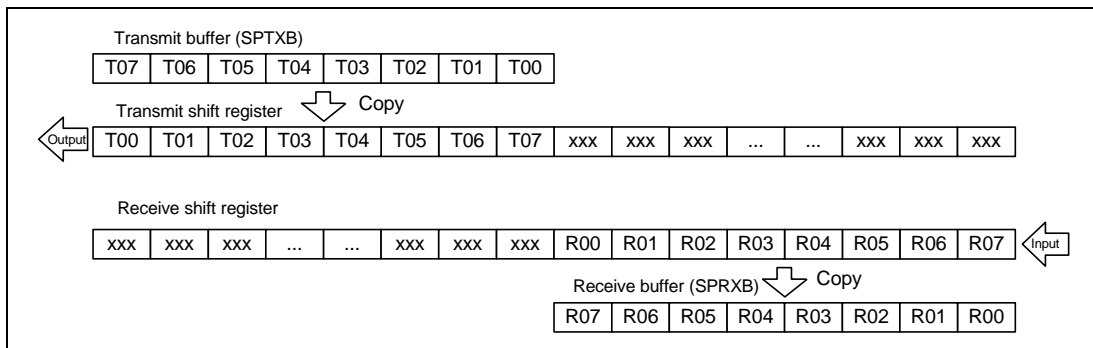 Transmit buffer (SPTXB)
T07 T06 T05 T04 T03 T02 T01 T00
Copy
Transmit shift register
Output T00 T01 T02 T03 T04 T05 T06 T07 xxx xxx xxx ... ... xxx xxx xxx
Receive shift register
xxx xxx xxx ... ... xxx xxx xxx R00 R01 R02 R03 R04 R05 R06 R07 Input
Receive buffer (SPRXB) Copy
R07 R06 R05 R04 R03 R02 R01 R00